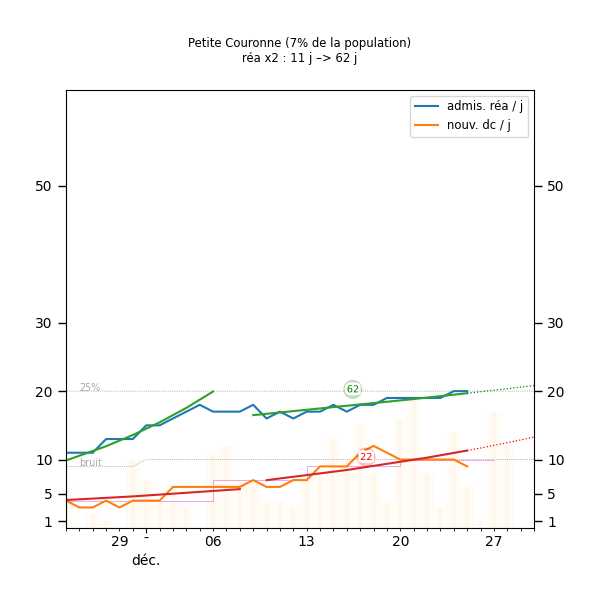 Petite Couronne (7% de la population)
réa x2 : 11 j –> 62 j
admis. réa / j
nouv. dc / j
50
50
30
30
25%
62
20
20
22
bruit
10
10
5
5
1
1
29 - 06 13 20 27
déc.